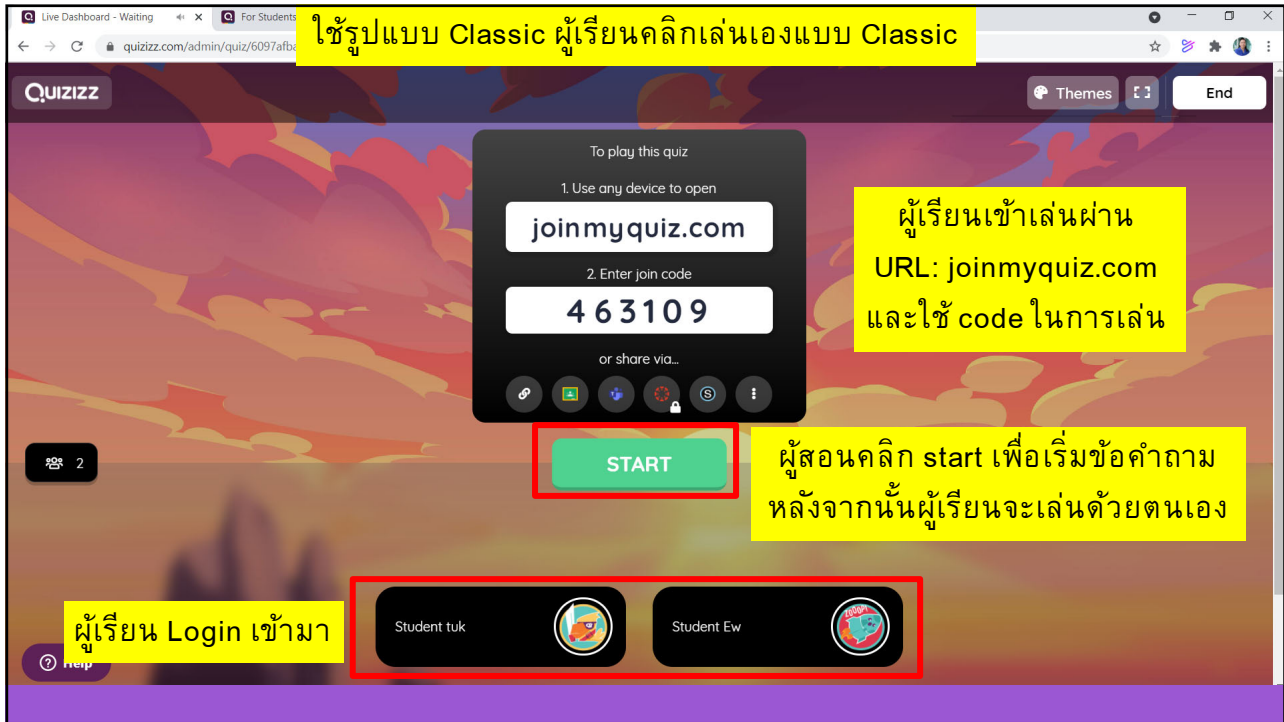 Live Dashboard - Waiting
For Students
quizizz.com/admin/quiz/6097afba
ใช้รูปแบบ Classic ผู้เรียนคลิกเล่นเองแบบ Classic
QUIZIZZ
Themes
End
To play this quiz
1. Use any device to open
joinmyquiz.com
2. Enter join code
463109
or share via...
ผู้เรียนเข้าเล่นผ่าน
URL: joinmyquiz.com
และใช้ code ในการเล่น
2
START
ผู้สอนคลิก start เพื่อเริ่มข้อคำถาม
หลังจากนั้นผู้เรียนจะเล่นด้วยตนเอง
ผู้เรียน Login เข้ามา
Student tuk
Student Ew
ZOOOP!
Help